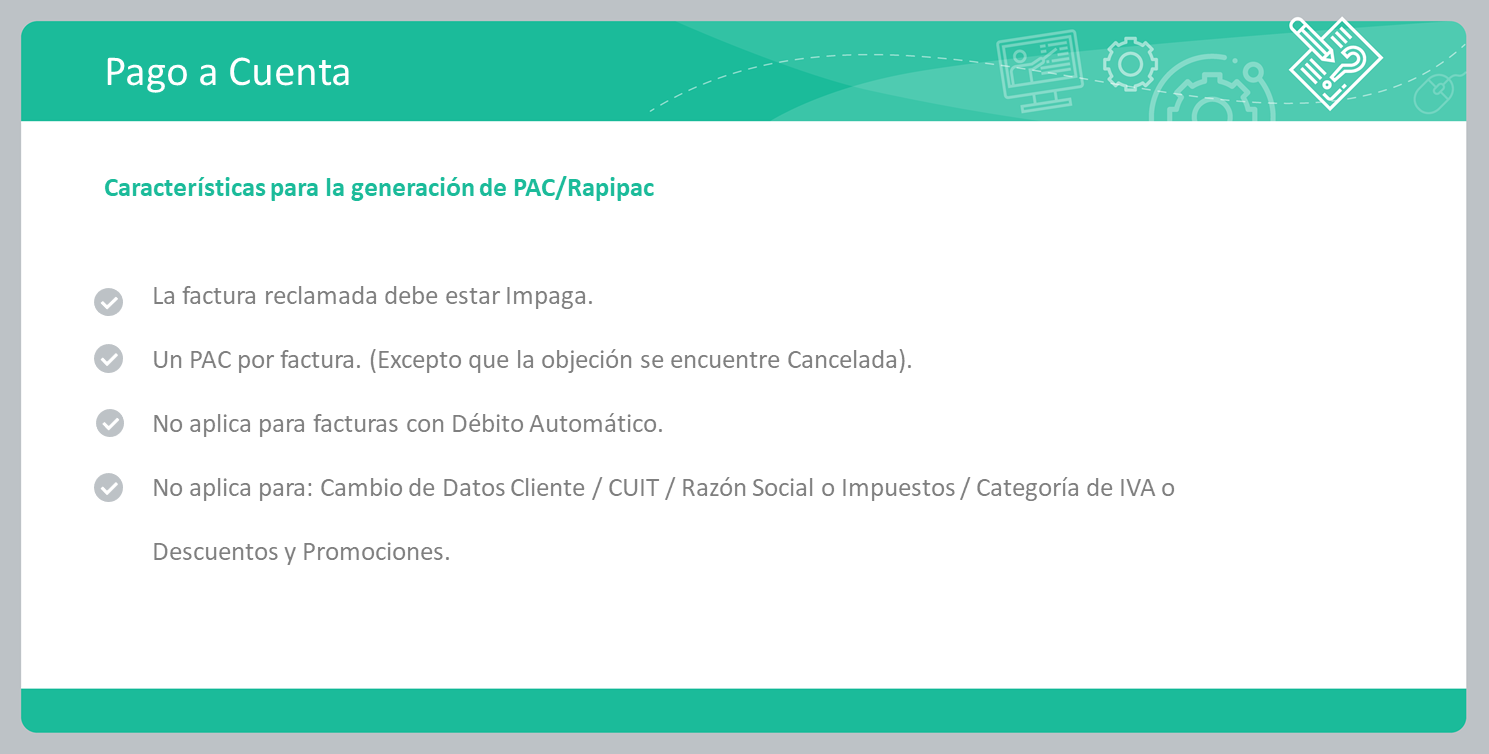 Pago a Cuenta
Características para la generación de PAC/Rapipac
La factura reclamada debe estar Impaga.
Un PAC por factura. (Excepto que la objeción se encuentre Cancelada).
No aplica para facturas con Débito Automático.
No aplica para: Cambio de Datos Cliente / CUIT / Razón Social o Impuestos / Categoría de IVA o
Descuentos y Promociones.